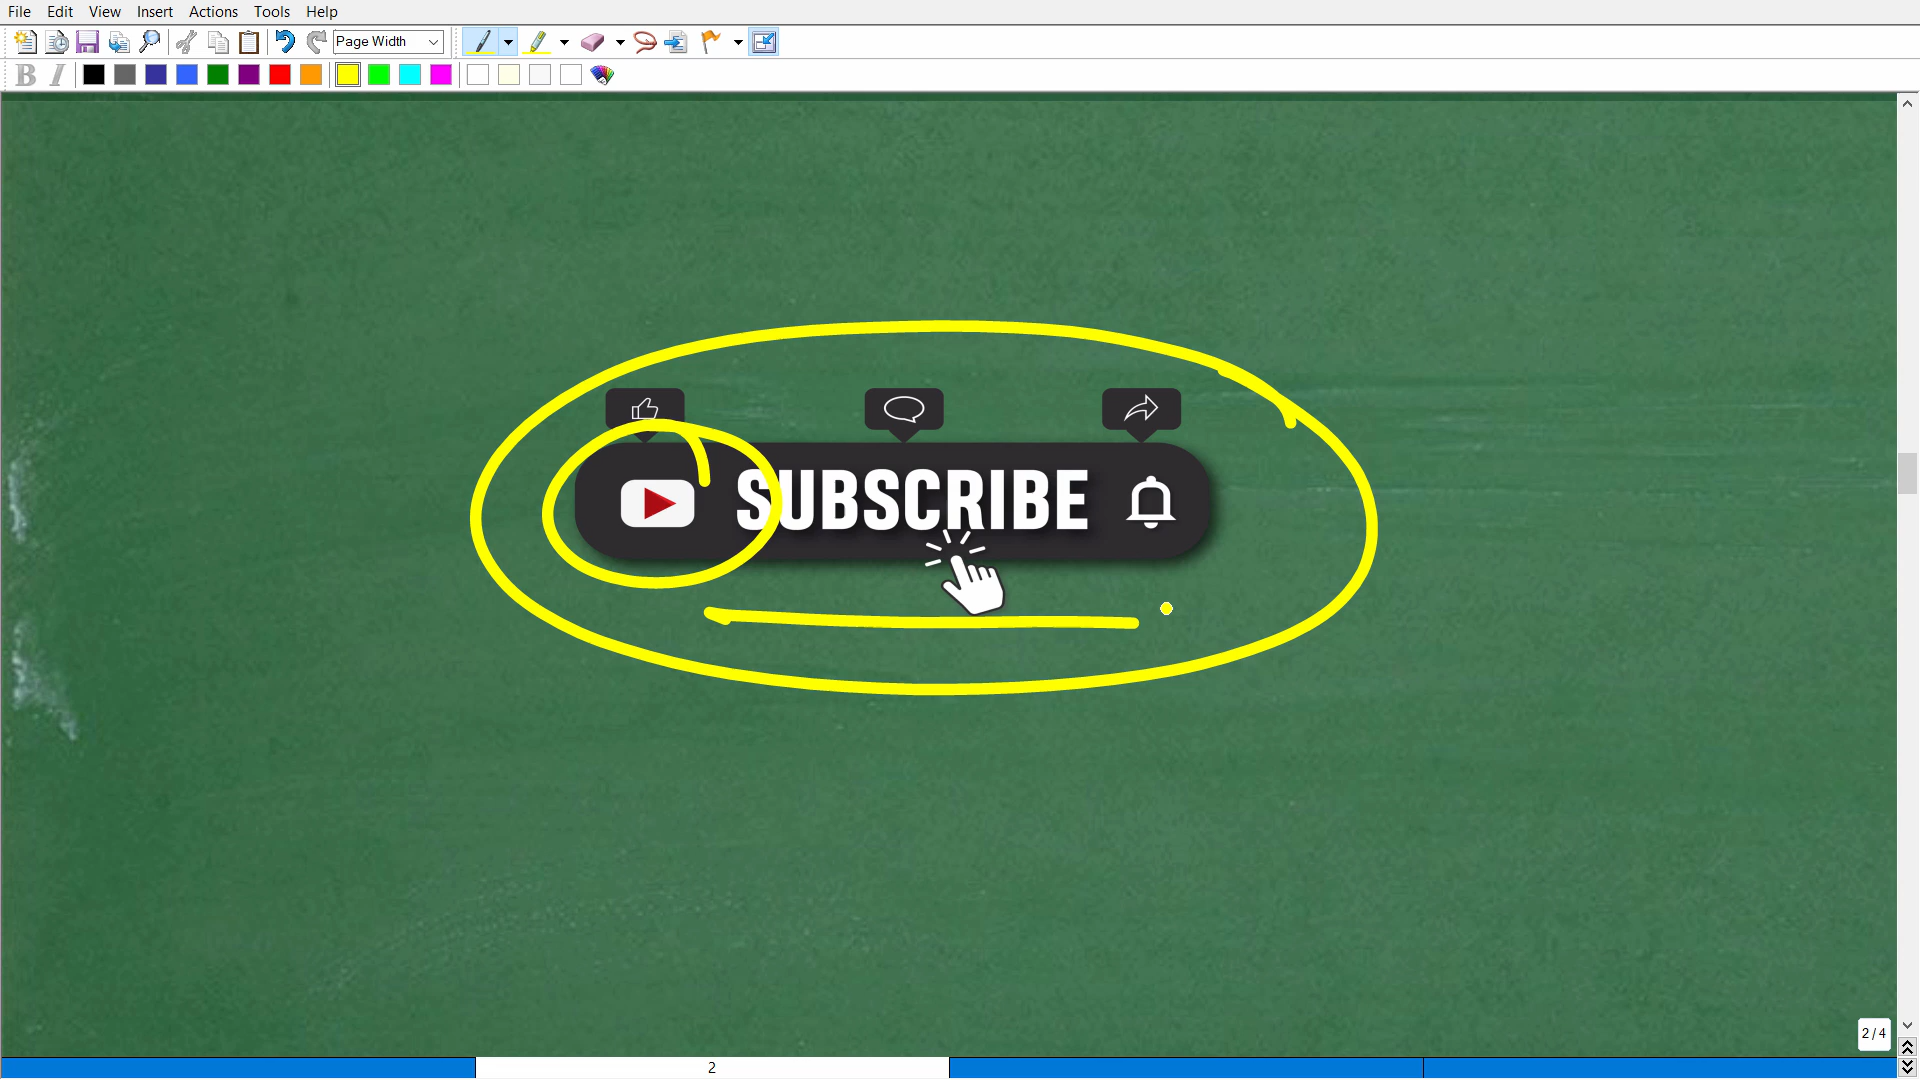 File Edit View Insert Actions Tools Help
Page Width
B I
SUBSCRIBE
2 / 4
2